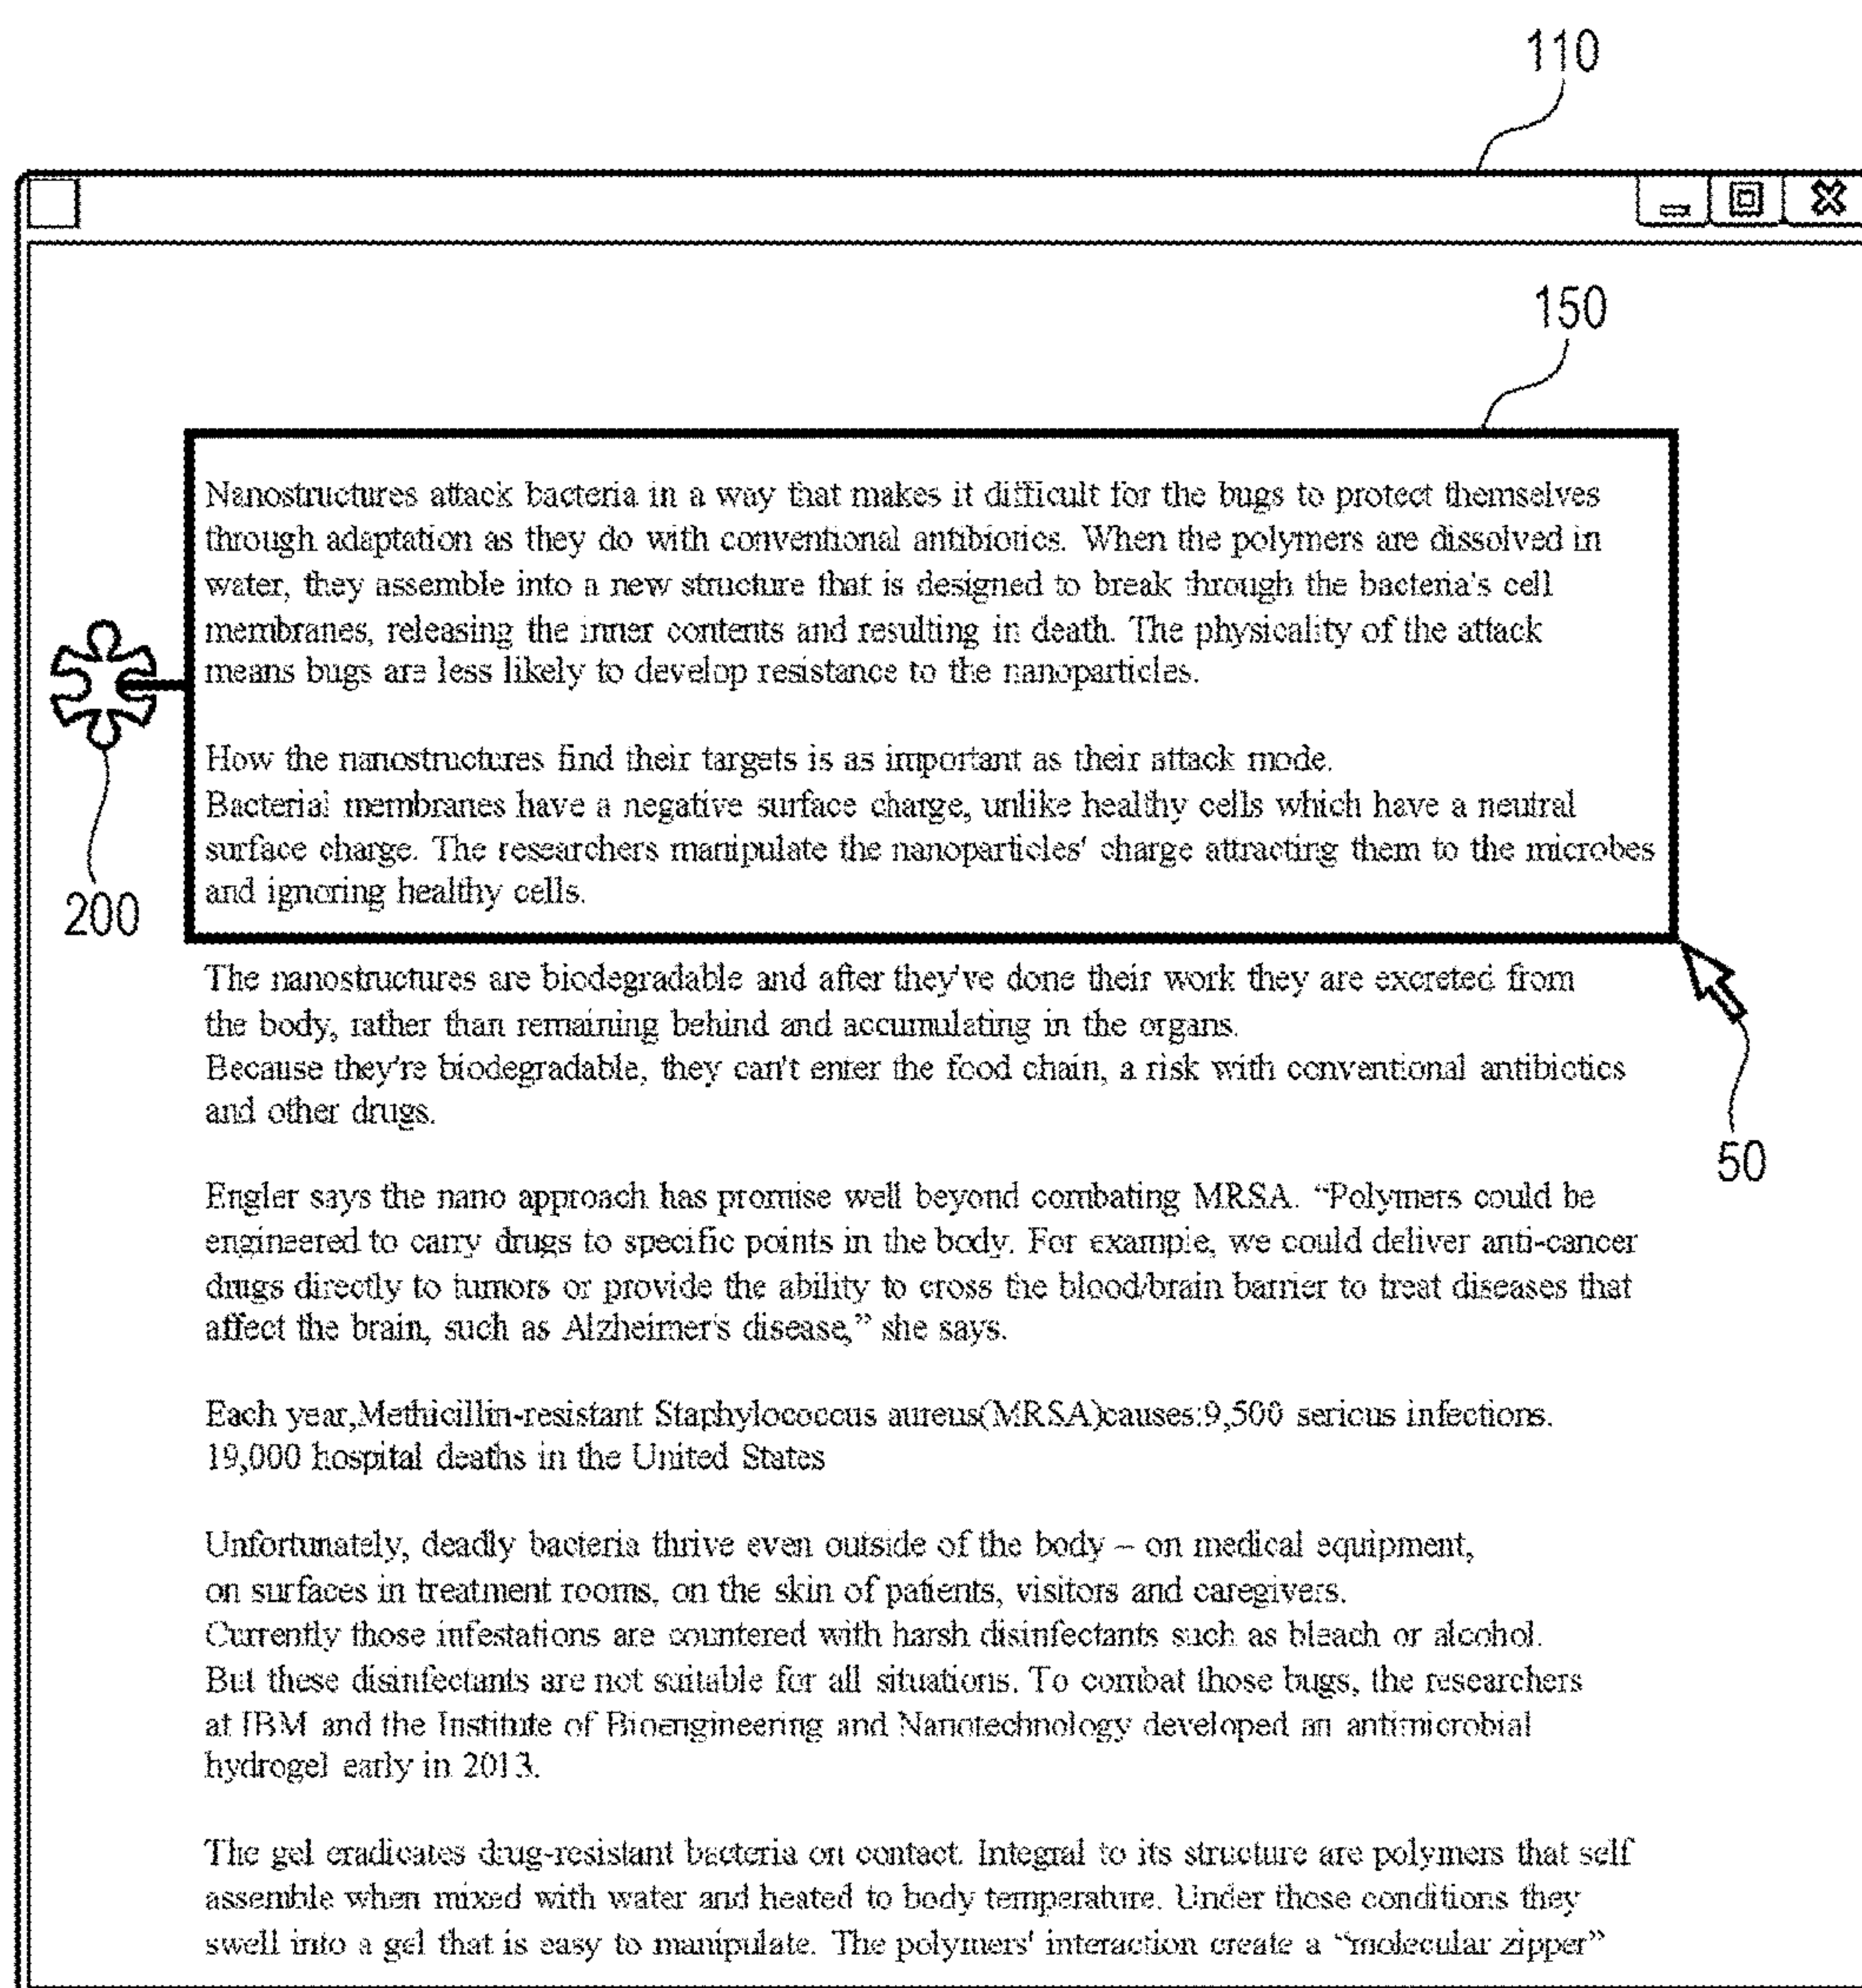 110
150
Nanostructures attack bacteria in a way that makes it difficult for the bugs to protect themselves
through adaptation as they do with conventional antibiotics. When the polymers are dissolved in
water, they assemble into a new structure that is designed to break through the bacteria's cell
membranes, releasing the inner contents and resulting in death. The physicality of the attack
means bugs are less likely to develop resistance to the nanoparticles.
How the nanostructures find their targets is as important as their attack mode.
Bacterial membranes have a negative surface charge, unlike healthy cells which have a neutral
surface charge. The researchers manipulate the nanoparticles' charge attracting them to the microbes
and ignoring healthy cells.
200
The nanostructures are biodegradable and after they've done their work they are excreted from
the body, rather than remaining behind and accumulating in the organs.
Because they're biodegradable, they can't enter the food chain, a risk with conventional antibiotics
and other drugs.
50
Engler says the nano approach has promise well beyond combating MRSA. “Polymers could be
engineered to carry drugs to specific points in the body. For example, we could deliver anti-cancer
drugs directly to tumors or provide the ability to cross the blood/brain barrier to treat diseases that
affect the brain, such as Alzheimer's disease,” she says.
Each year,Methicillin-resistant Staphylococcus aureus(MRSA)causes:9,500 serious infections.
19,000 hospital deaths in the United States
Unfortunately, deadly bacteria thrive even outside of the body – on medical equipment,
on surfaces in treatment rooms, on the skin of patients, visitors and caregivers.
Currently those infestations are countered with harsh disinfectants such as bleach or alcohol.
But these disinfectants are not suitable for all situations. To combat those bugs, the researchers
at IBM and the Institute of Bioengineering and Nanotechnology developed an antimicrobial
hydrogel early in 2013.
The gel eradicates drug-resistant bacteria on contact. Integral to its structure are polymers that self
assemble when mixed with water and heated to body temperature. Under those conditions they
swell into a gel that is easy to manipulate. The polymers' interaction create a “molecular zipper”